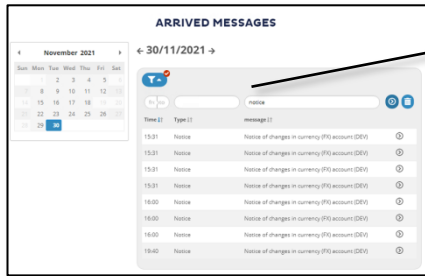 ARRIVED MESSAGES
November 2021
Sun Mon Tue Wed Thu Fri Sat
1 2 3 4 5 6
7 8 9 10 11 12 13
14 15 16 17 18 19 20
21 22 23 24 25 26 27
28 29 30
30/11/2021
notice
Time Type message
15:31 Notice Notice of changes in currency (FX) account (DEV)
15:31 Notice Notice of changes in currency (FX) account (DEV)
15:31 Notice Notice of changes in currency (FX) account (DEV)
15:31 Notice Notice of changes in currency (FX) account (DEV)
16:00 Notice Notice of changes in currency (FX) account (DEV)
16:00 Notice Notice of changes in currency (FX) account (DEV)
16:00 Notice Notice of changes in currency (FX) account (DEV)
19:40 Notice Notice of changes in currency (FX) account (DEV)